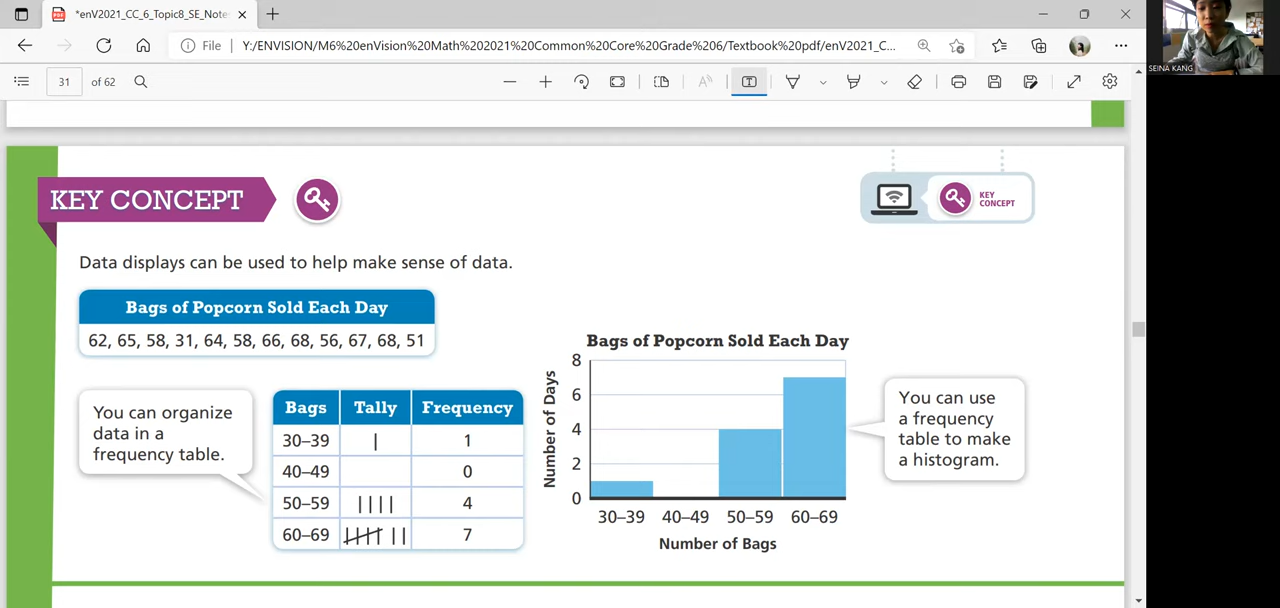 *enV2021_CC_6_Topic8_SE_Note
File
Y:/ENVISION/M6%20enVision%20Math%202021%20Common%20Core%20Grade%206/Textbook%20pdf/enV2021_C...
31 of 62
SEINA KANG
KEY CONCEPT
KEY
CONCEPT
Data displays can be used to help make sense of data.
Bags of Popcorn Sold Each Day
62, 65, 58, 31, 64, 58, 66, 68, 56, 67, 68, 51
You can organize
data in a
frequency table.
Bags Tally Frequency
30–39 | 1
40–49 0
50–59 |||| 4
60–69 |||| || 7
Bags of Popcorn Sold Each Day
Number of Days
8
6
4
2
0
30–39 40–49 50–59 60–69
Number of Bags
You can use
a frequency
table to make
a histogram.